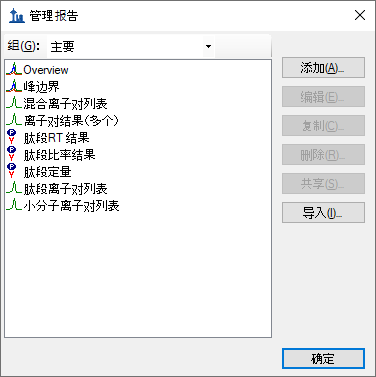 管理报告
组(G): 主要
Overview
峰边界
混合离子对列表
离子对结果(多个)
肽段RT 结果
肽段比率结果
肽段定量
肽段离子对列表
小分子离子对列表
添加(A)...
编辑(E)...
复制(C)...
删除(R)...
共享(S)...
导入(I)...
确定